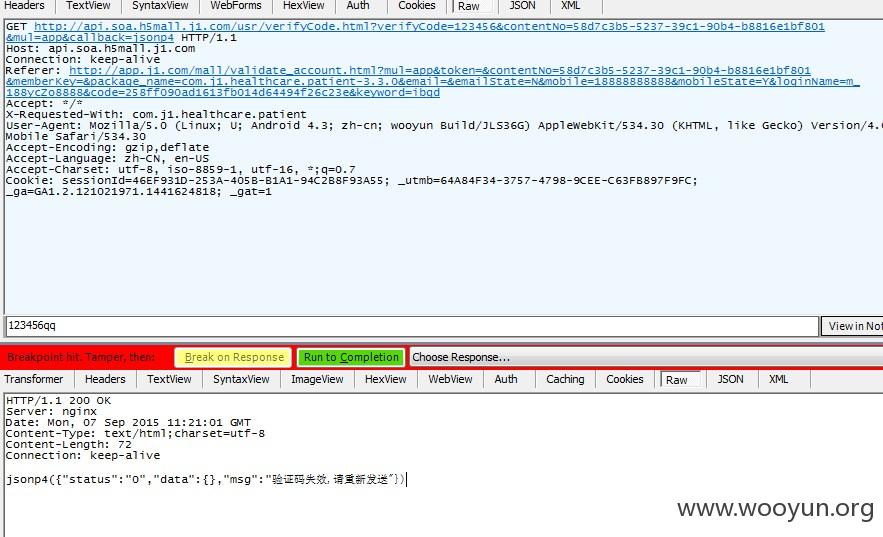 Headers TextView SyntaxView WebForms HexView Auth Cookies Raw JSON XML
GET http://api.soa.h5mall.j1.com/usr/verifyCode.html?verifyCode=123456&contentNo=58d7c3b5-5237-39c1-90b4-b8816e1bf801
&mul=app&callback=jsonp4 HTTP/1.1
Host: api.soa.h5mall.j1.com
Connection: keep-alive
Referer: http://app.j1.com/mall/validate_account.html?mul=app&token=&contentNo=58d7c3b5-5237-39c1-90b4-b8816e1bf801
&memberKey=&package_name=com.j1.healthcare.patient-3.3.0&email=&emailState=N&mobile=18888888888&mobileState=Y&loginName=m_
188ycZo8888&code=258ff090ad1613fb014d64494f26c23e&keyword=ibgd
Accept: */*
X-Requested-With: com.j1.healthcare.patient
User-Agent: Mozilla/5.0 (Linux; U; Android 4.3; zh-cn; wooyun Build/JLS36G) AppleWebKit/534.30 (KHTML, like Gecko) Version/4.0
Mobile Safari/534.30
Accept-Encoding: gzip,deflate
Accept-Language: zh-CN, en-US
Accept-Charset: utf-8, iso-8859-1, utf-16, *;q=0.7
Cookie: sessionId=46EF931D-253A-405B-B1A1-94C2B8F93A55; _utmb=64A84F34-3757-4798-9CEE-C63FB897F9FC;
_ga=GA1.2.121021971.1441624818; _gat=1
123456qq View in Not
Breakpoint hit. Tamper, then: Break on Response Run to Completion Choose Response...
Transformer Headers TextView SyntaxView ImageView HexView WebView Auth Caching Cookies Raw JSON XML
HTTP/1.1 200 OK
Server: nginx
Date: Mon, 07 Sep 2015 11:21:01 GMT
Content-Type: text/html;charset=utf-8
Content-Length: 72
Connection: keep-alive
jsonp4({"status":"0","data":{},"msg":"验证码失效,请重新发送"})
www.wooyun.org